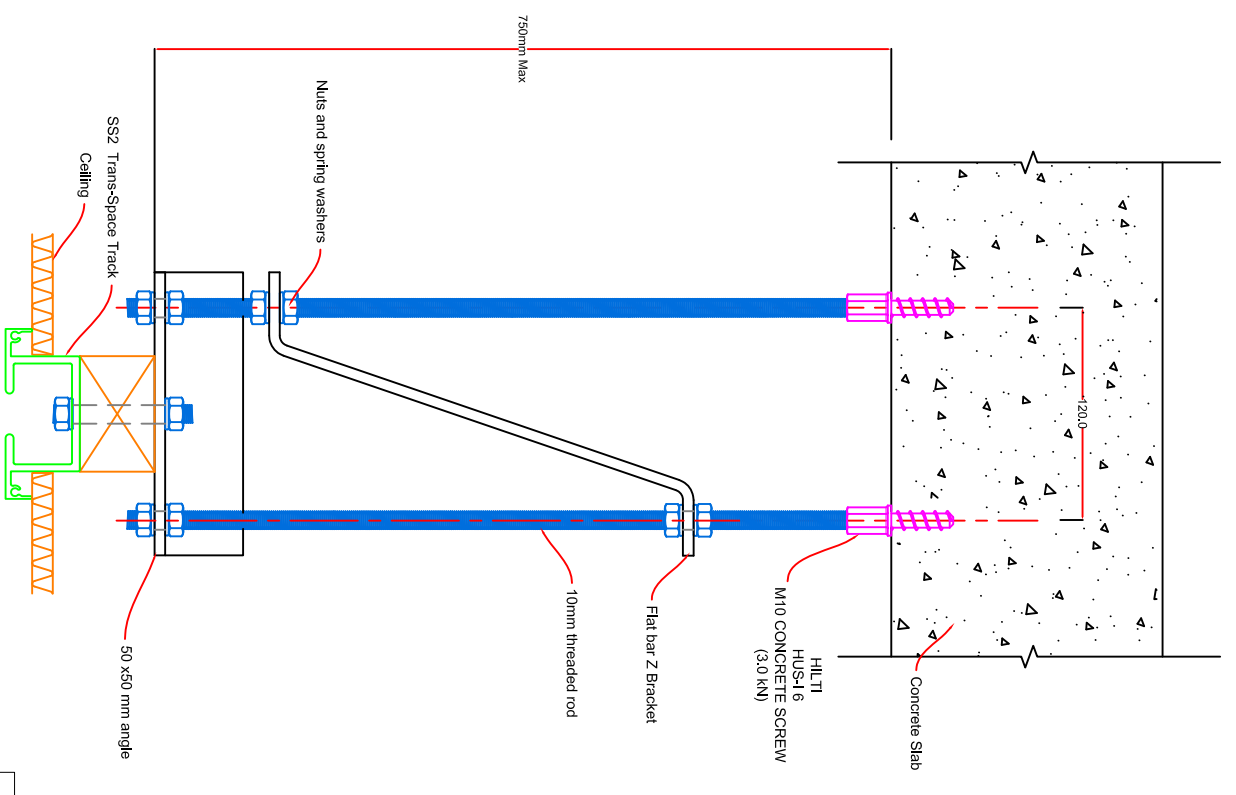 750mm Max
Nuts and spring washers
SS2 Trans-Space Track
Ceiling
120.0
HILTI
HUS-I 6
M10 CONCRETE SCREW
(3.0 kN)
Concrete Slab
Flat bar Z Bracket
10mm threaded rod
50 x50 mm angle